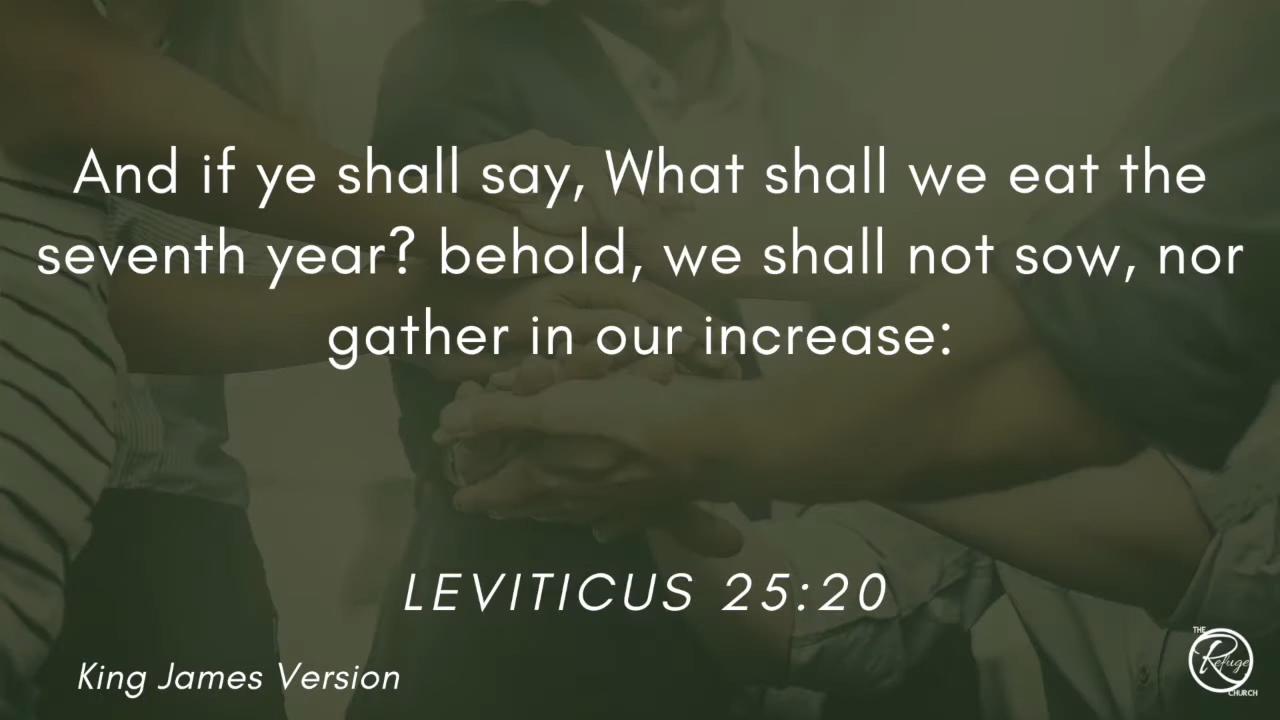 And if ye shall say, What shall we eat the
seventh year? behold, we shall not sow, nor
gather in our increase:
LEVITICUS 25:20
King James Version
THE
Refuge
CHURCH